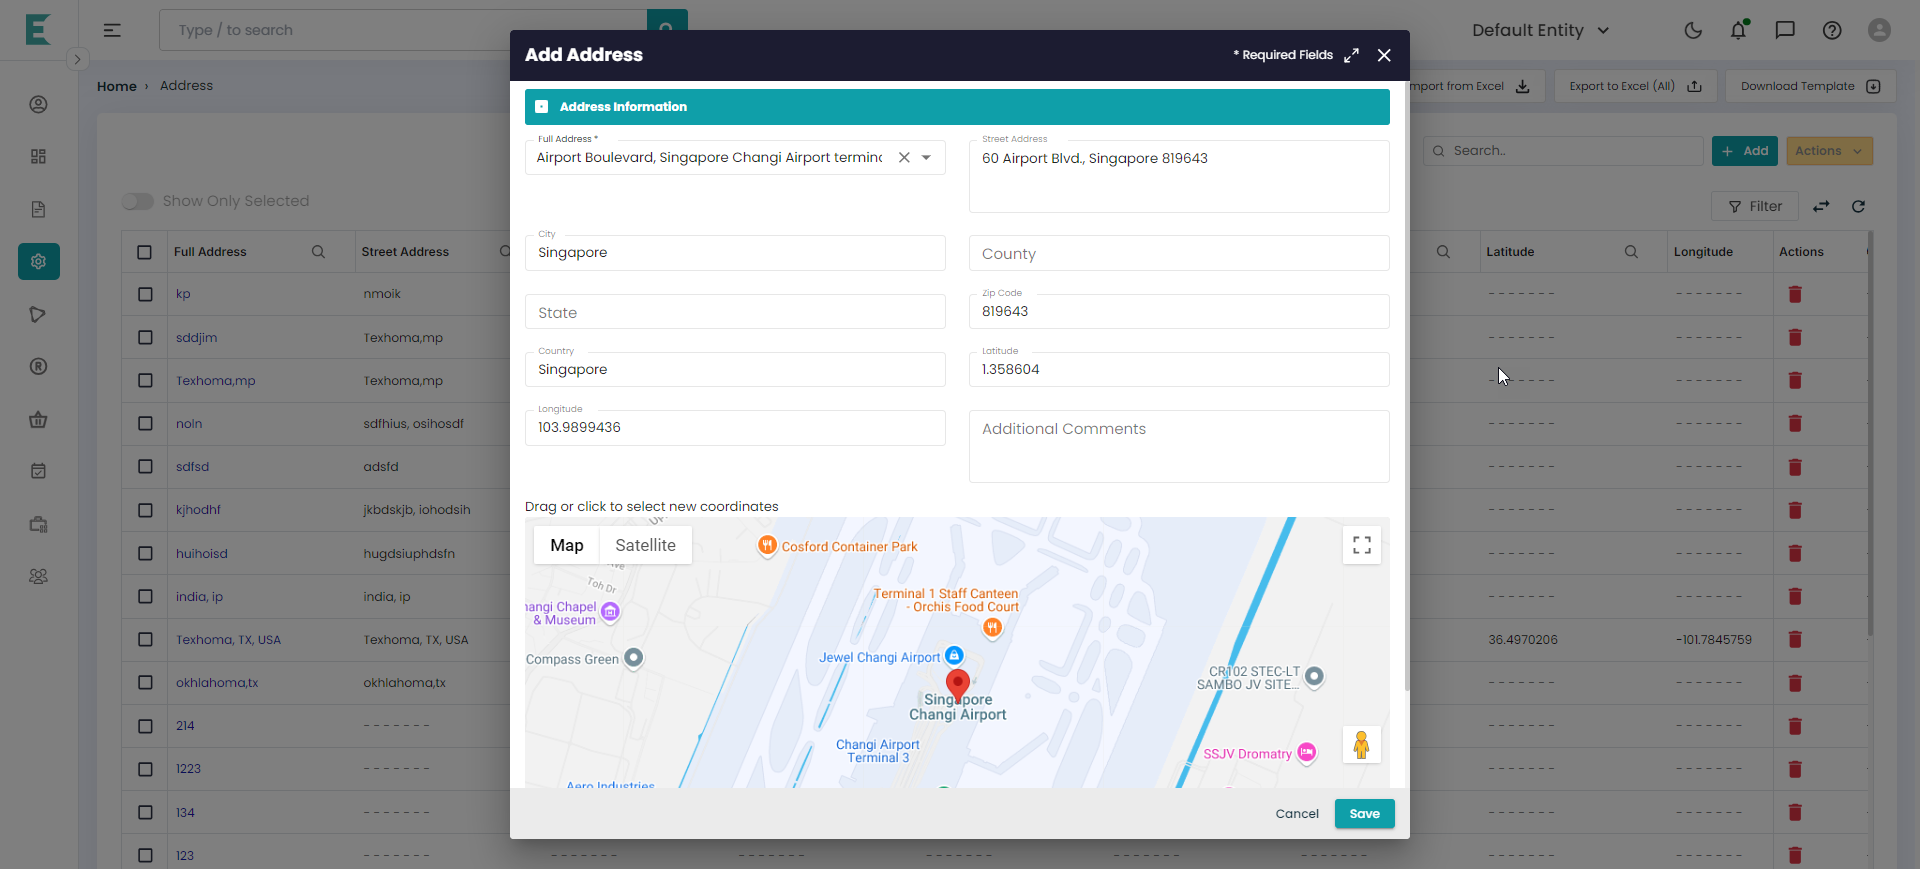 Type / to search
Default Entity
Home › Address
mport from Excel
Export to Excel (All)
Download Template
Search..
+ Add
Actions
Show Only Selected
Filter
Full Address
Street Address
Latitude
Longitude
Actions
kp
nmoik
- - - - - - -
- - - - - - -
sddjim
Texhoma,mp
- - - - - - -
- - - - - - -
Texhoma,mp
Texhoma,mp
- - - - - - -
- - - - - - -
noln
sdfhius, osihosdf
- - - - - - -
- - - - - - -
sdfsd
adsfd
- - - - - - -
- - - - - - -
kjhodhf
jkbdskjb, iohodsih
- - - - - - -
- - - - - - -
huihoisd
hugdsiuphdsfn
- - - - - - -
- - - - - - -
india, ip
india, ip
- - - - - - -
- - - - - - -
Texhoma, TX, USA
Texhoma, TX, USA
36.4970206
-101.7845759
okhlahoma,tx
okhlahoma,tx
- - - - - - -
- - - - - - -
214
- - - - - - -
- - - - - - -
- - - - - - -
1223
- - - - - - -
- - - - - - -
- - - - - - -
134
- - - - - - -
- - - - - - -
- - - - - - -
123
- - - - - - -
- - - - - - -
- - - - - - -
- - - - - - -
- - - - - - -
- - - - - - -
- - - - - - -
- - - - - - -
Add Address
* Required Fields
Address Information
Full Address *
Airport Boulevard, Singapore Changi Airport termin
Street Address
60 Airport Blvd., Singapore 819643
City
Singapore
County
State
Zip Code
819643
Country
Singapore
Latitude
1.358604
Longitude
103.9899436
Additional Comments
Drag or click to select new coordinates
Map
Satellite
Cosford Container Park
Toh Dr
Terminal 1 Staff Canteen
- Orchis Food Court
hangi Chapel
& Museum
Compass Green
Jewel Changi Airport
Singapore
Changi Airport
CR102 STEC-LT
SAMBO JV SITE...
Changi Airport
Terminal 3
SSJV Dromatry
Aero Industries
Cancel
Save